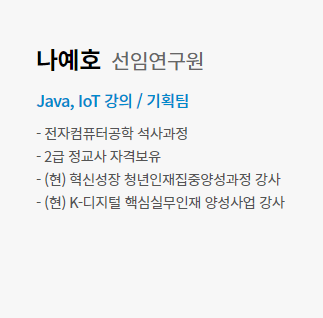 나예호 선임연구원
Java, IoT 강의 / 기획팀
- 전자컴퓨터공학 석사과정
- 2급 정교사 자격보유
- (현) 혁신성장 청년인재집중양성과정 강사
- (현) K-디지털 핵심실무인재 양성사업 강사